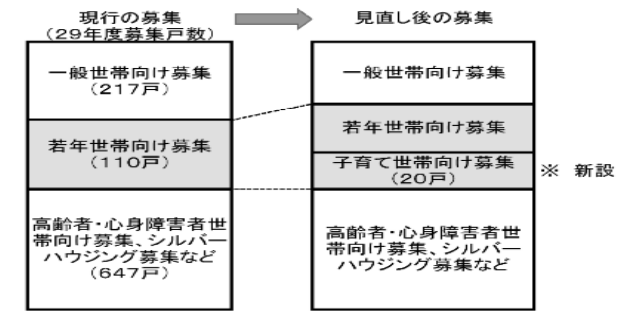 現行の募集
(29年度募集戸数)
一般世帯向け募集
(217戸)
若年世帯向け募集
(110戸)
高齢者・心身障害者世
帯向け募集、シルバー
ハウジング募集など
(647戸)
見直し後の募集
一般世帯向け募集
若年世帯向け募集
子育て世帯向け募集
(20戸)
※ 新設
高齢者・心身障害者世
帯向け募集、シルバー
ハウジング募集など